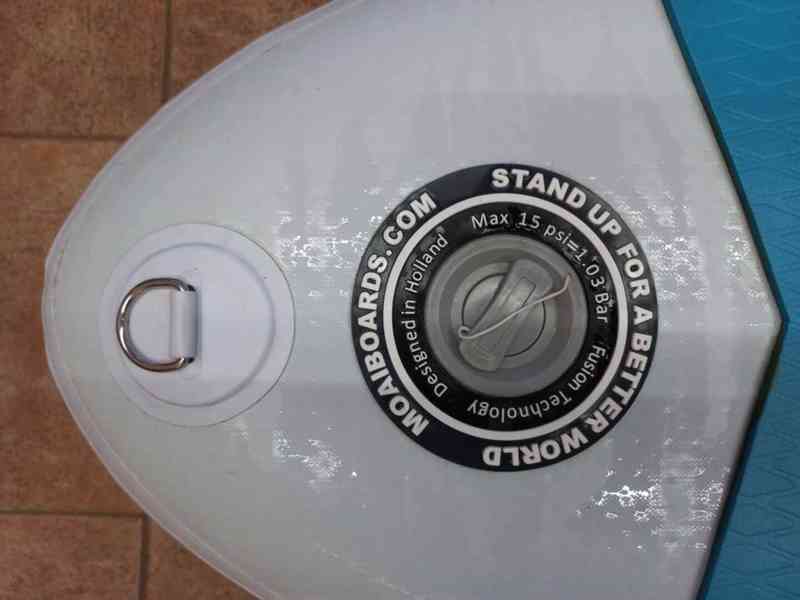 MOAIBOARDS.COM
STAND UP FOR A BETTER WORLD
Designed in Holland
Max 15 psi=1.03 Bar
Fusion Technology